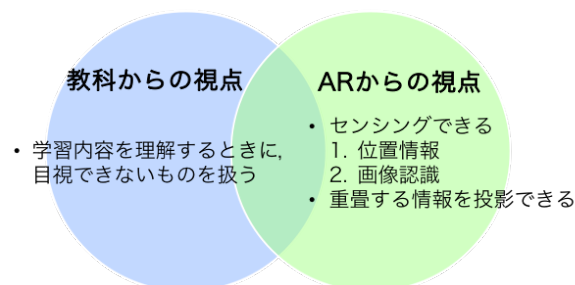 教科からの視点
• 学習内容を理解するときに,
目視できないものを扱う
ARからの視点
• センシングできる
1. 位置情報
2. 画像認識
• 重畳する情報を投影できる